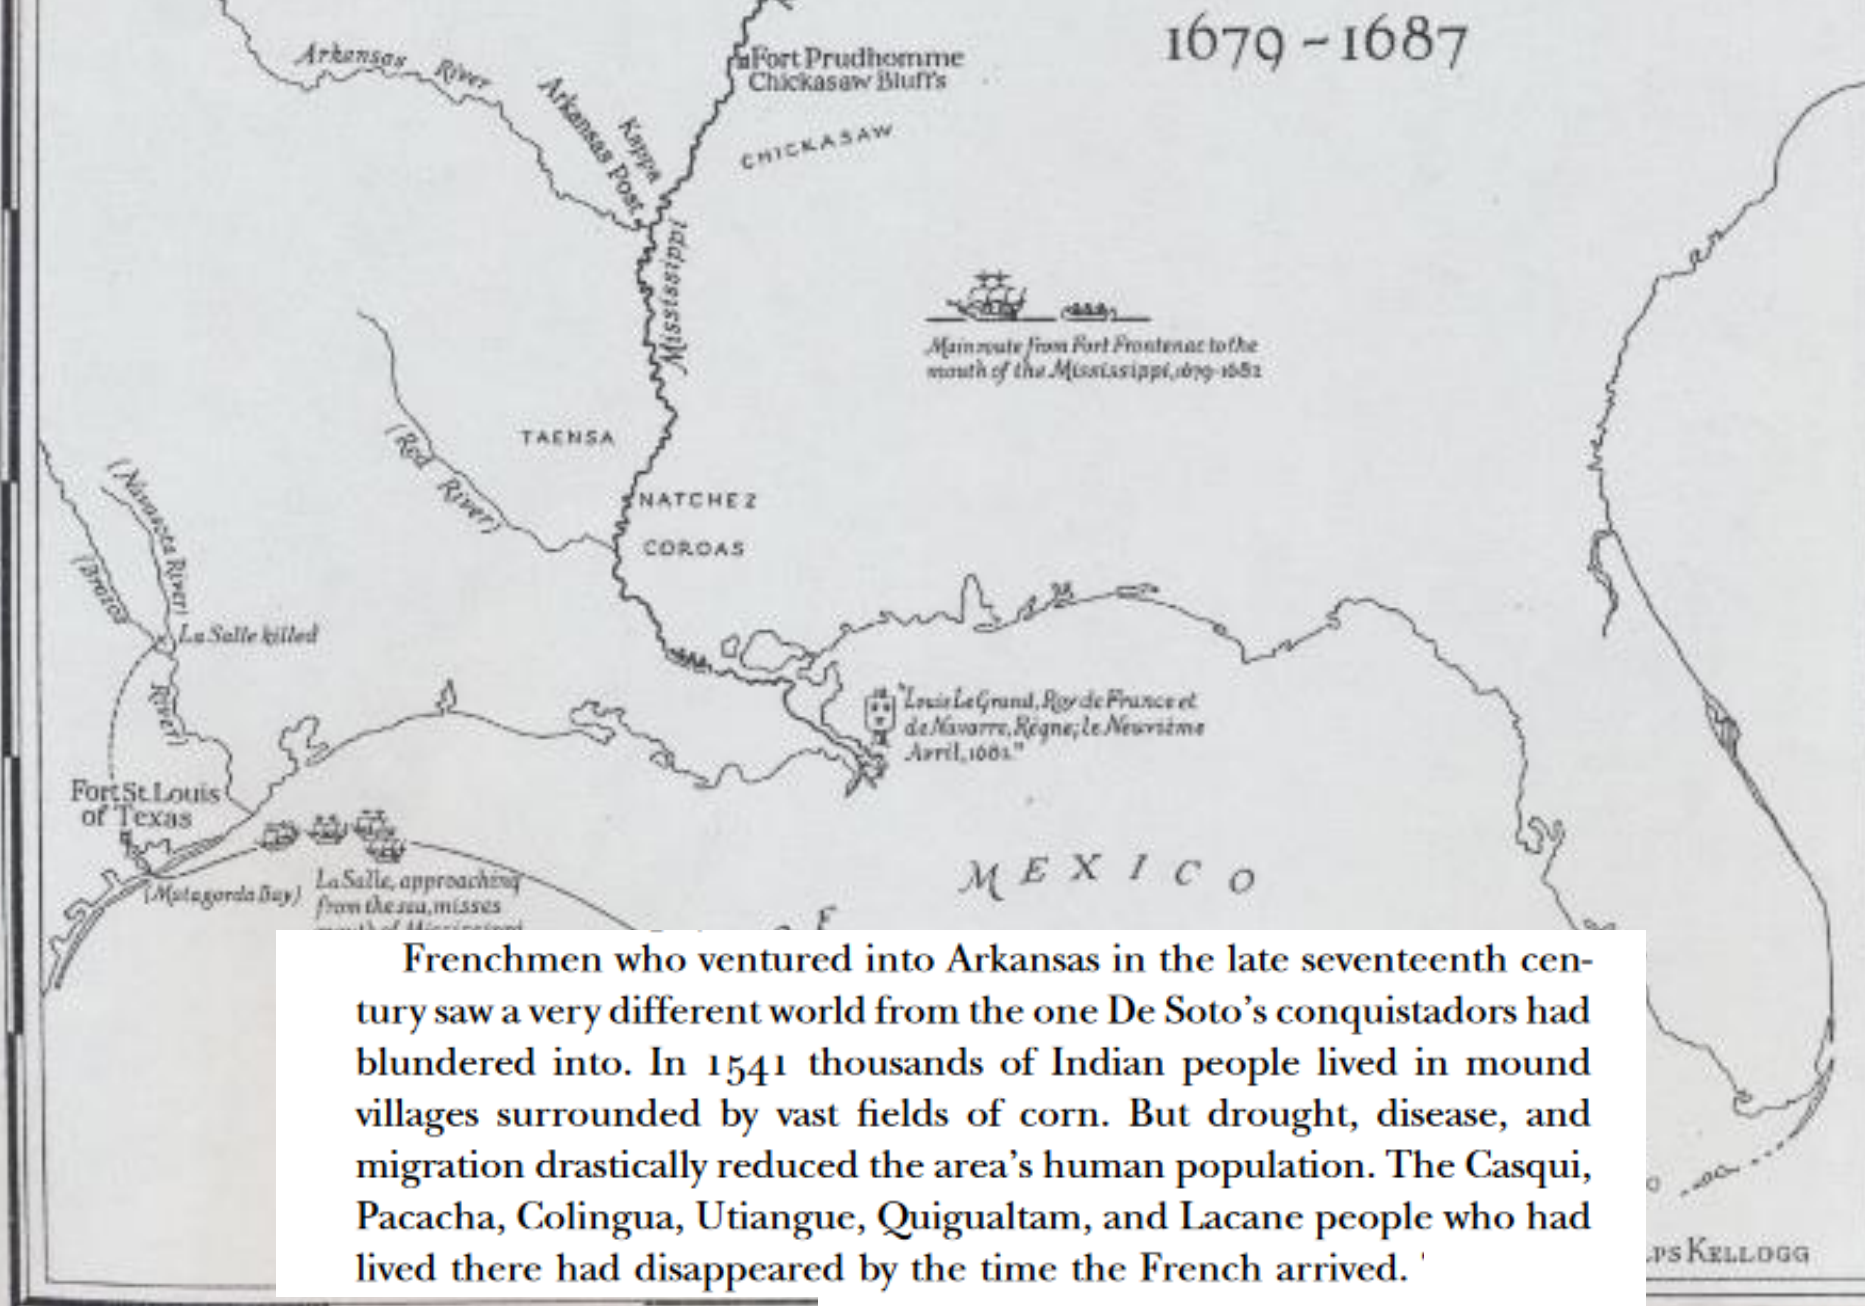 1679 - 1687
Arkansas River
Fort Prudhomme
Chickasaw Bluffs
Arkansas Post
Kappa
CHICKASAW
Mississippi
Main route from Fort Frontenac to the
mouth of the Mississippi, 1679-1682
(Red River)
TAENSA
NATCHEZ
COROAS
(Navasota River)
(Brazos
River)
La Salle killed
"Louis Le Grand, Roy de France et
de Navarre, Règne; le Neuvième
Avril, 1682."
Fort St. Louis
of Texas
(Matagorda Bay)
La Salle, approaching
from the sea, misses
mouth of Mississippi
MEXICO
OF
Frenchmen who ventured into Arkansas in the late seventeenth cen-
tury saw a very different world from the one De Soto's conquistadors had
blundered into. In 1541 thousands of Indian people lived in mound
villages surrounded by vast fields of corn. But drought, disease, and
migration drastically reduced the area's human population. The Casqui,
Pacacha, Colingua, Utiangue, Quigualtam, and Lacane people who had
lived there had disappeared by the time the French arrived.
KELLOGG